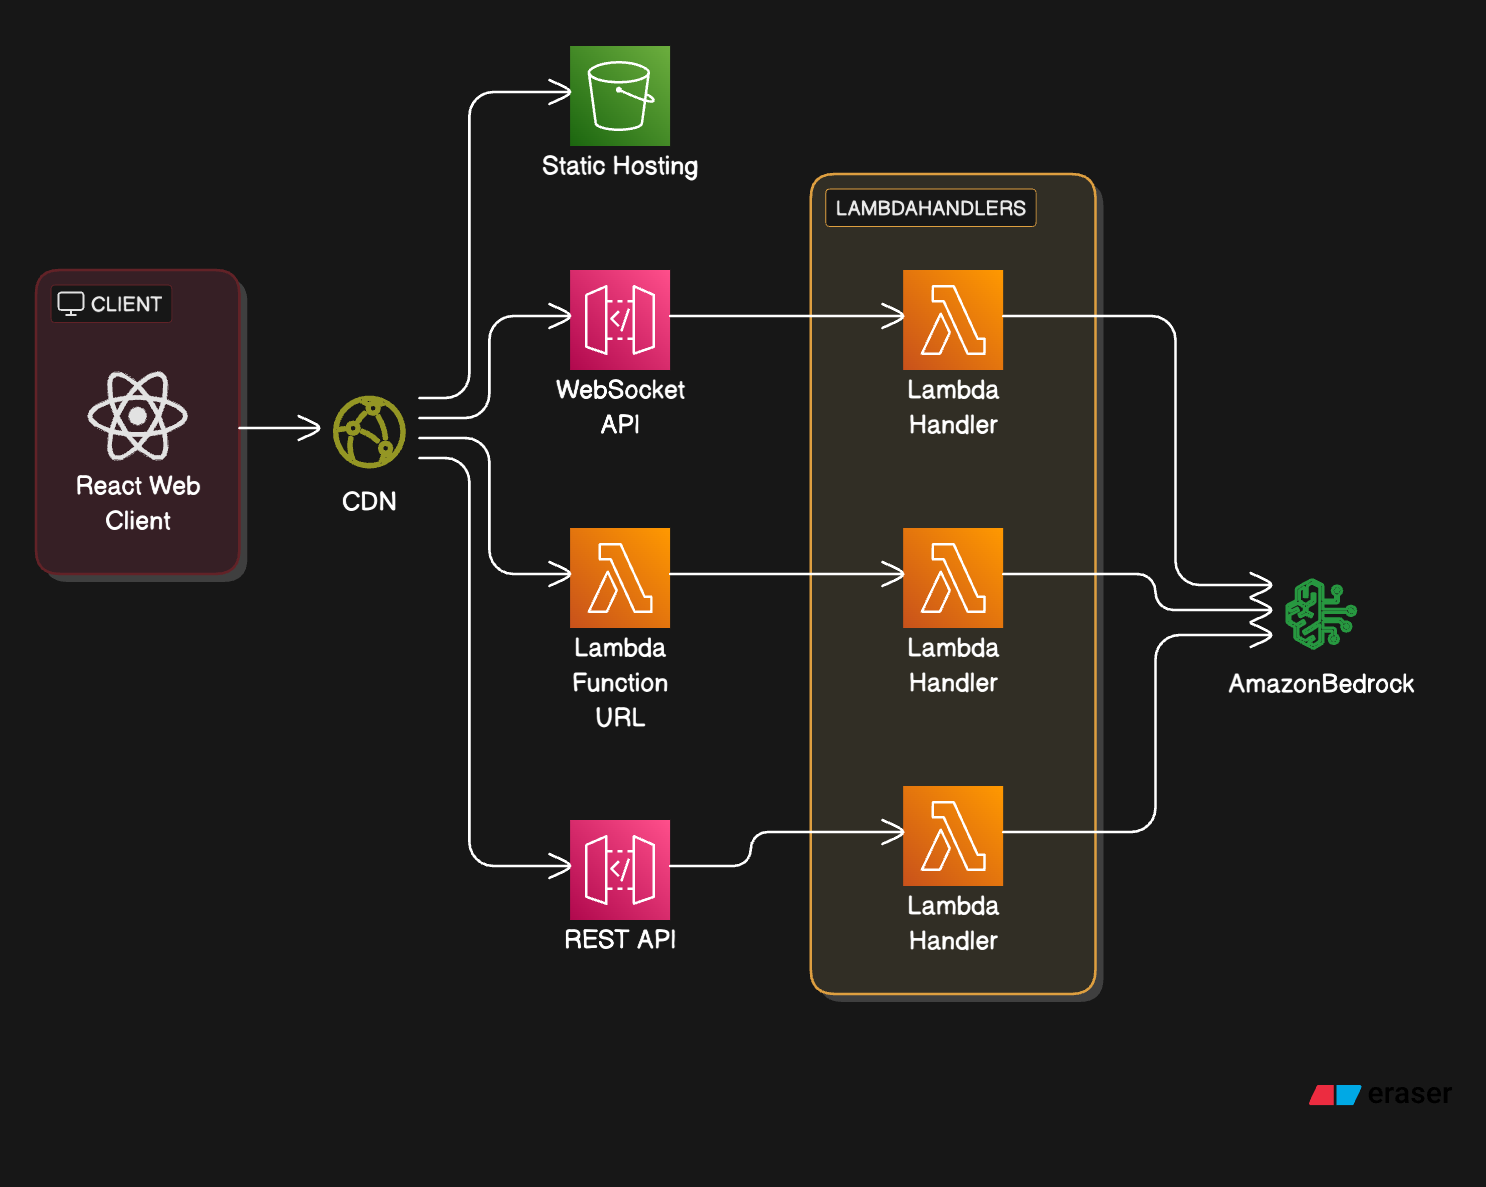 Static Hosting
LAMBDAHANDLERS
CLIENT
React Web
Client
CDN
WebSocket
API
Lambda
Handler
Lambda
Function
URL
Lambda
Handler
AmazonBedrock
REST API
Lambda
Handler
eraser